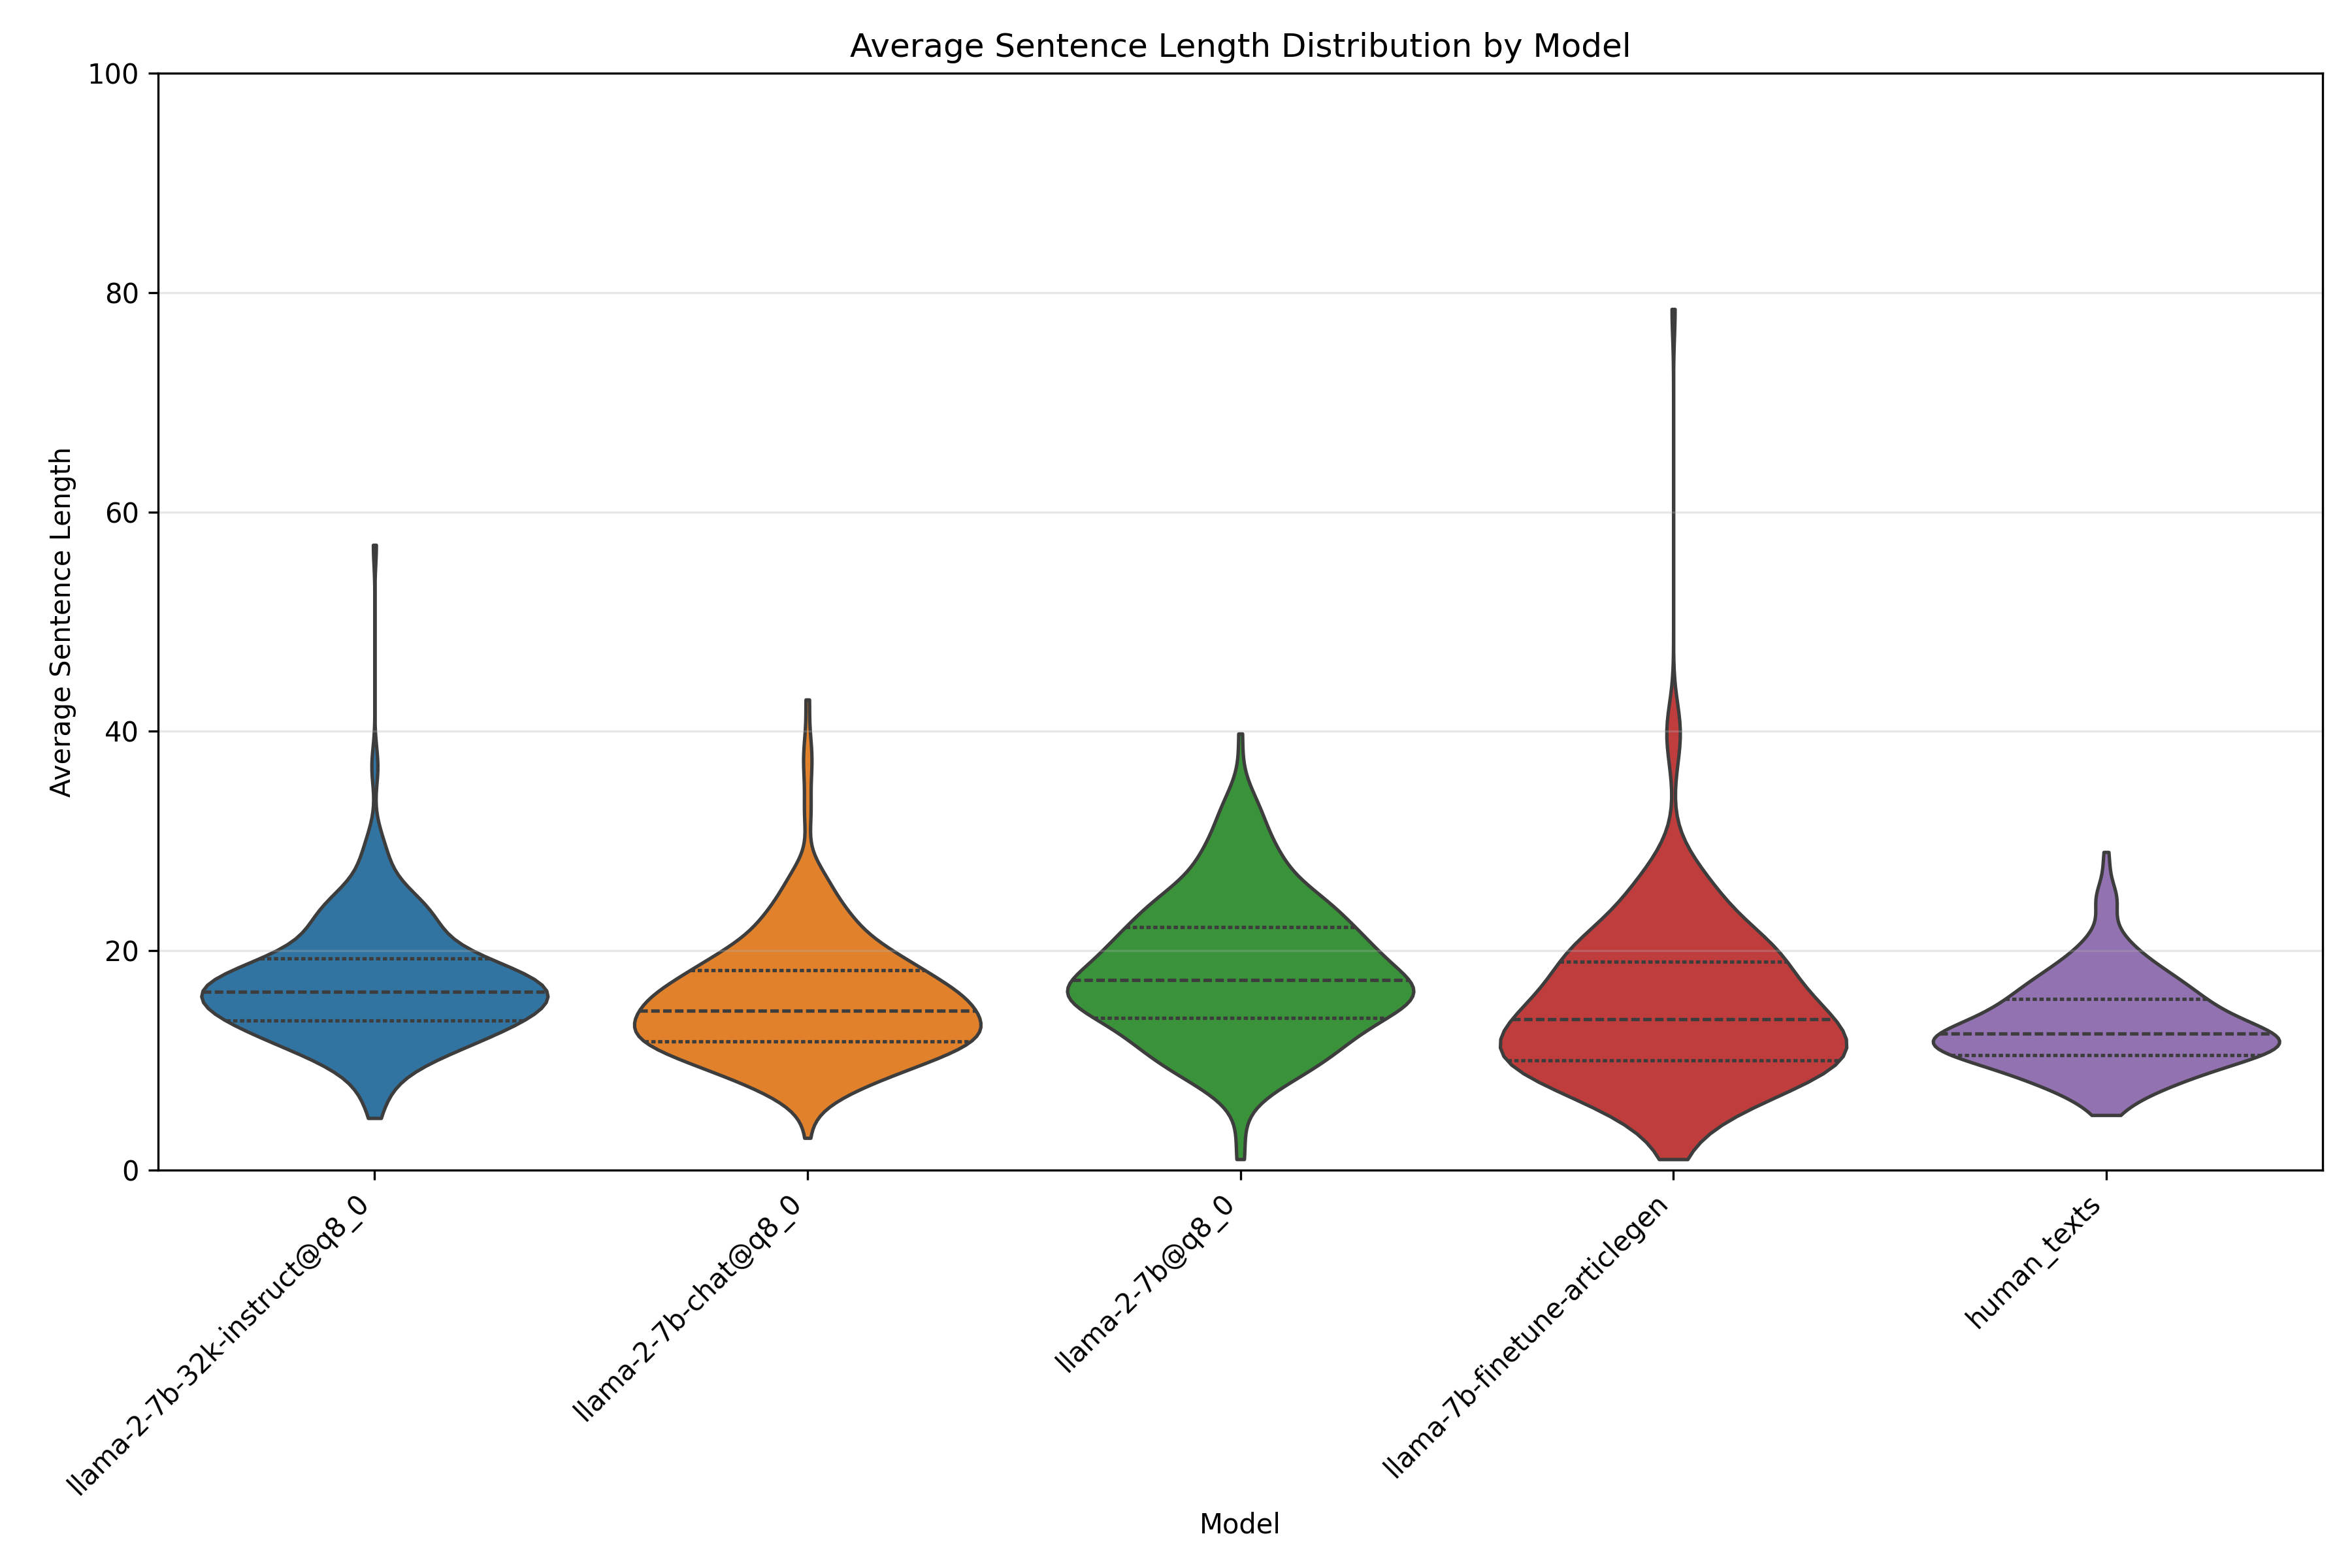 Average Sentence Length Distribution by Model
100
80
60
40
20
0
Average Sentence Length
llama-2-7b-32k-instruct@q8_0
llama-2-7b-chat@q8_0
llama-2-7b@q8_0
llama-7b-finetune-articlegen
human_texts
Model